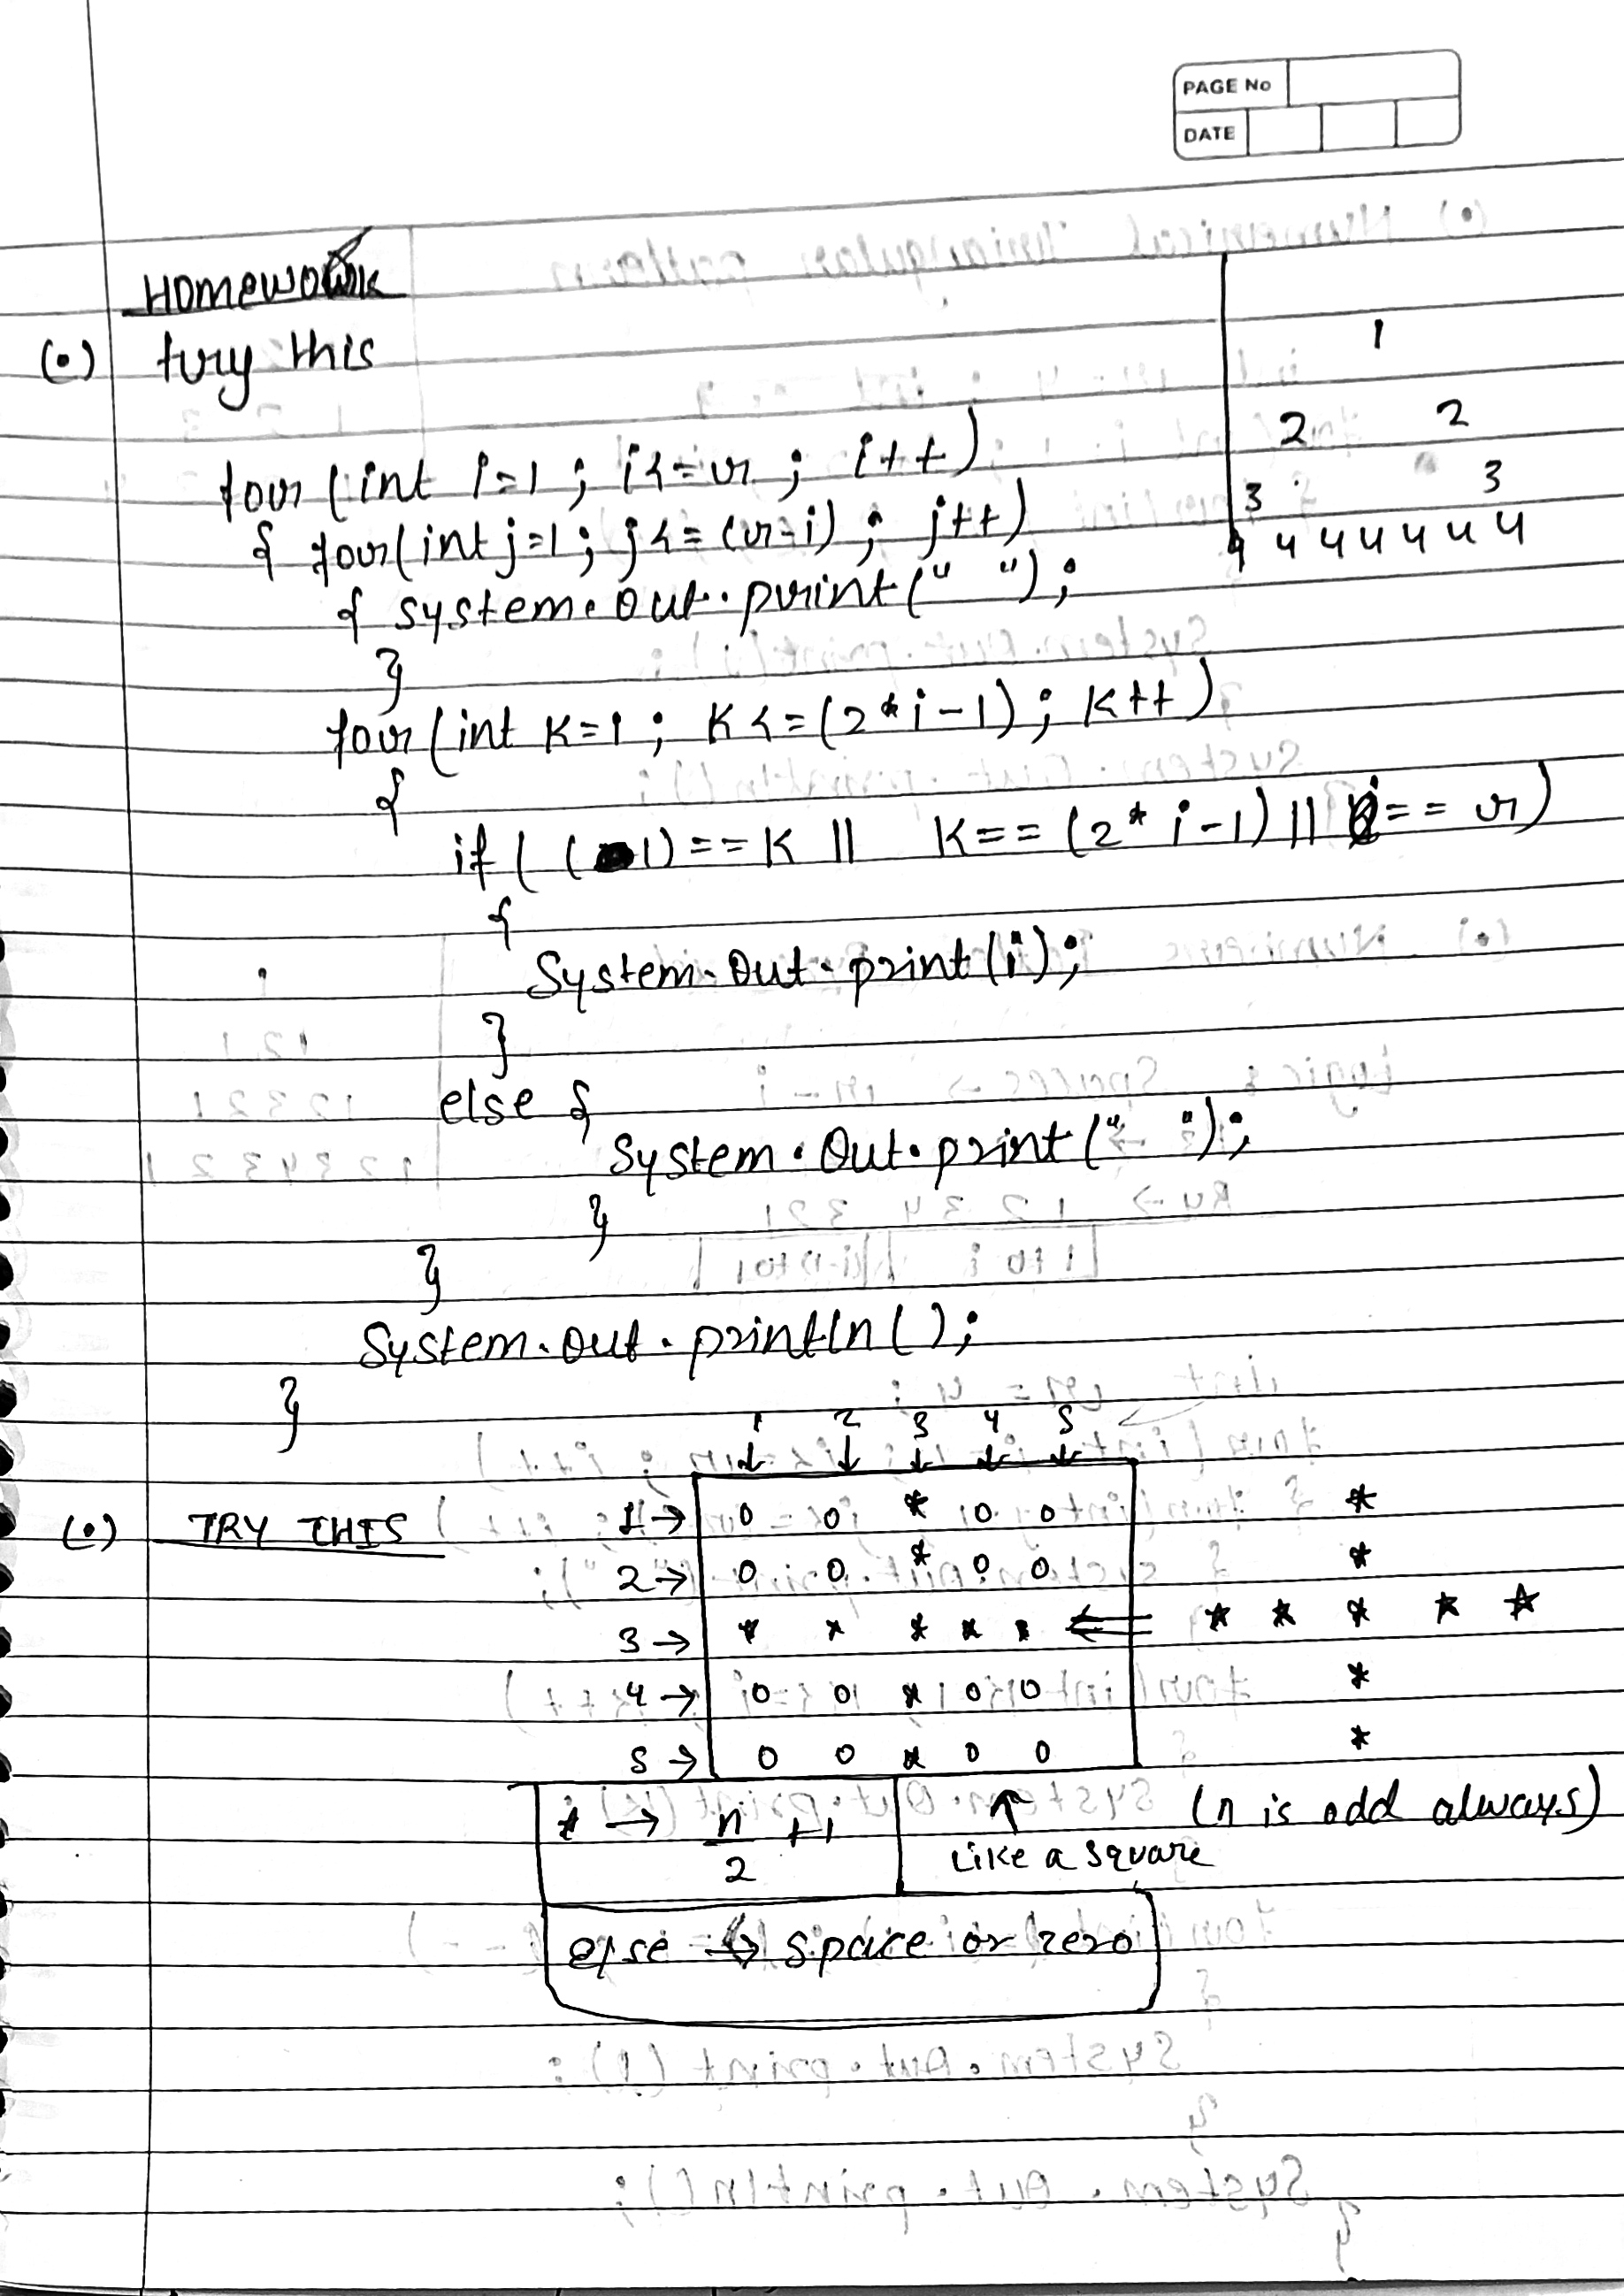 PAGE No
DATE
HOMEWORK
(•) try this
1
2 2
3 3
4 4 4 4 4 4 4
for (int i=1 ; i<=r ; i++)
{ for(int j=1; j<=(r-i) ; j++)
{ system.out.print(" ");
}
for (int K=1 ; K<=(2*i-1) ; K++)
{
if ( (1)==K || K==(2*i-1) || i==r)
{
System.Out.print(i);
}
else {
System.Out.print(" ");
}
}
System.out.println();
}
1 2 3 4 5
↓ ↓ ↓ ↓ ↓
(•) TRY THIS 1→ 0 0 * 0 0 *
2→ 0 0 * 0 0 *
3→ * * * * * ⇐ * * * * *
4→ 0 0 * 0 0 *
5→ 0 0 * 0 0 *
* → n/2 +1 ↑ (n is odd always)
Like a square
else → space or zero